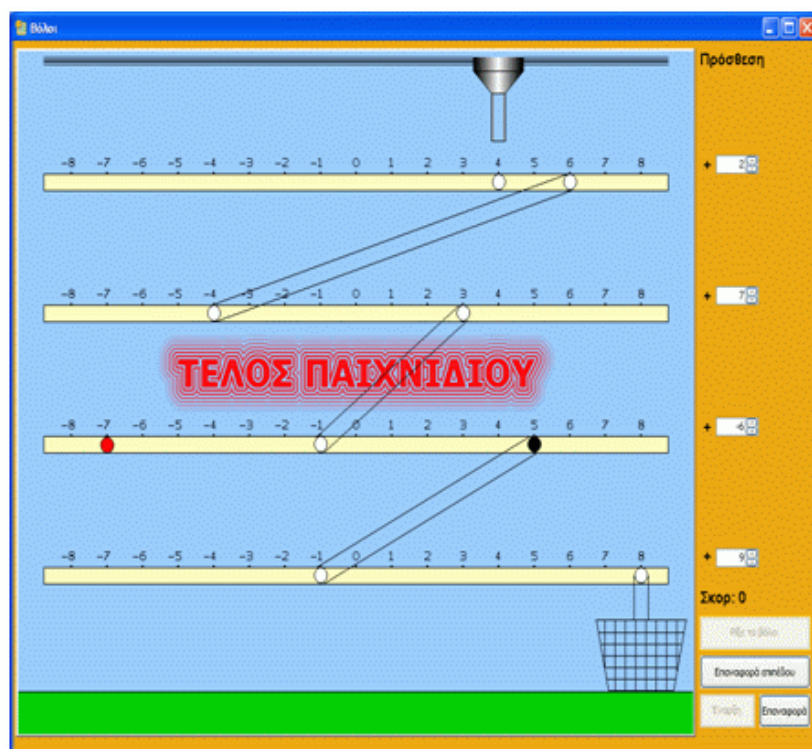 Βόλοι
Πρόσθεση
-8 -7 -6 -5 -4 -3 -2 -1 0 1 2 3 4 5 6 7 8
+ 2
-8 -7 -6 -5 -4 -3 -2 -1 0 1 2 3 4 5 6 7 8
+ 7
ΤΕΛΟΣ ΠΑΙΧΝΙΔΙΟΥ
-8 -7 -6 -5 -4 -3 -2 -1 0 1 2 3 4 5 6 7 8
+ -6
-8 -7 -6 -5 -4 -3 -2 -1 0 1 2 3 4 5 6 7 8
+ 9
Σκορ: 0
Ρίξε το βόλο
Επαναφορά επιπέδου
Έναρξη Επαναφορά